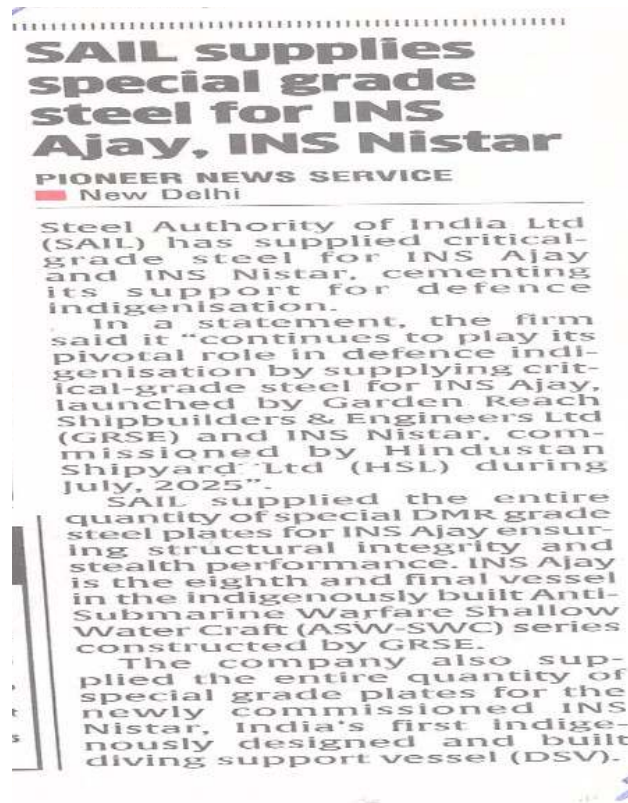 SAIL supplies
special grade
steel for INS
Ajay, INS Nistar
PIONEER NEWS SERVICE
New Delhi
Steel Authority of India Ltd
(SAIL) has supplied critical-
grade steel for INS Ajay
and INS Nistar, cementing
its support for defence
indigenisation.
In a statement, the firm
said it “continues to play its
pivotal role in defence indi-
genisation by supplying crit-
ical-grade steel for INS Ajay,
launched by Garden Reach
Shipbuilders & Engineers Ltd
(GRSE) and INS Nistar, com-
missioned by Hindustan
Shipyard Ltd (HSL) during
July, 2025”.
SAIL supplied the entire
quantity of special DMR grade
steel plates for INS Ajay ensur-
ing structural integrity and
stealth performance. INS Ajay
is the eighth and final vessel
in the indigenously built Anti-
Submarine Warfare Shallow
Water Craft (ASW-SWC) series
constructed by GRSE.
The company also sup-
plied the entire quantity of
special grade plates for the
newly commissioned INS
Nistar, India's first indige-
nously designed and built
diving support vessel (DSV).